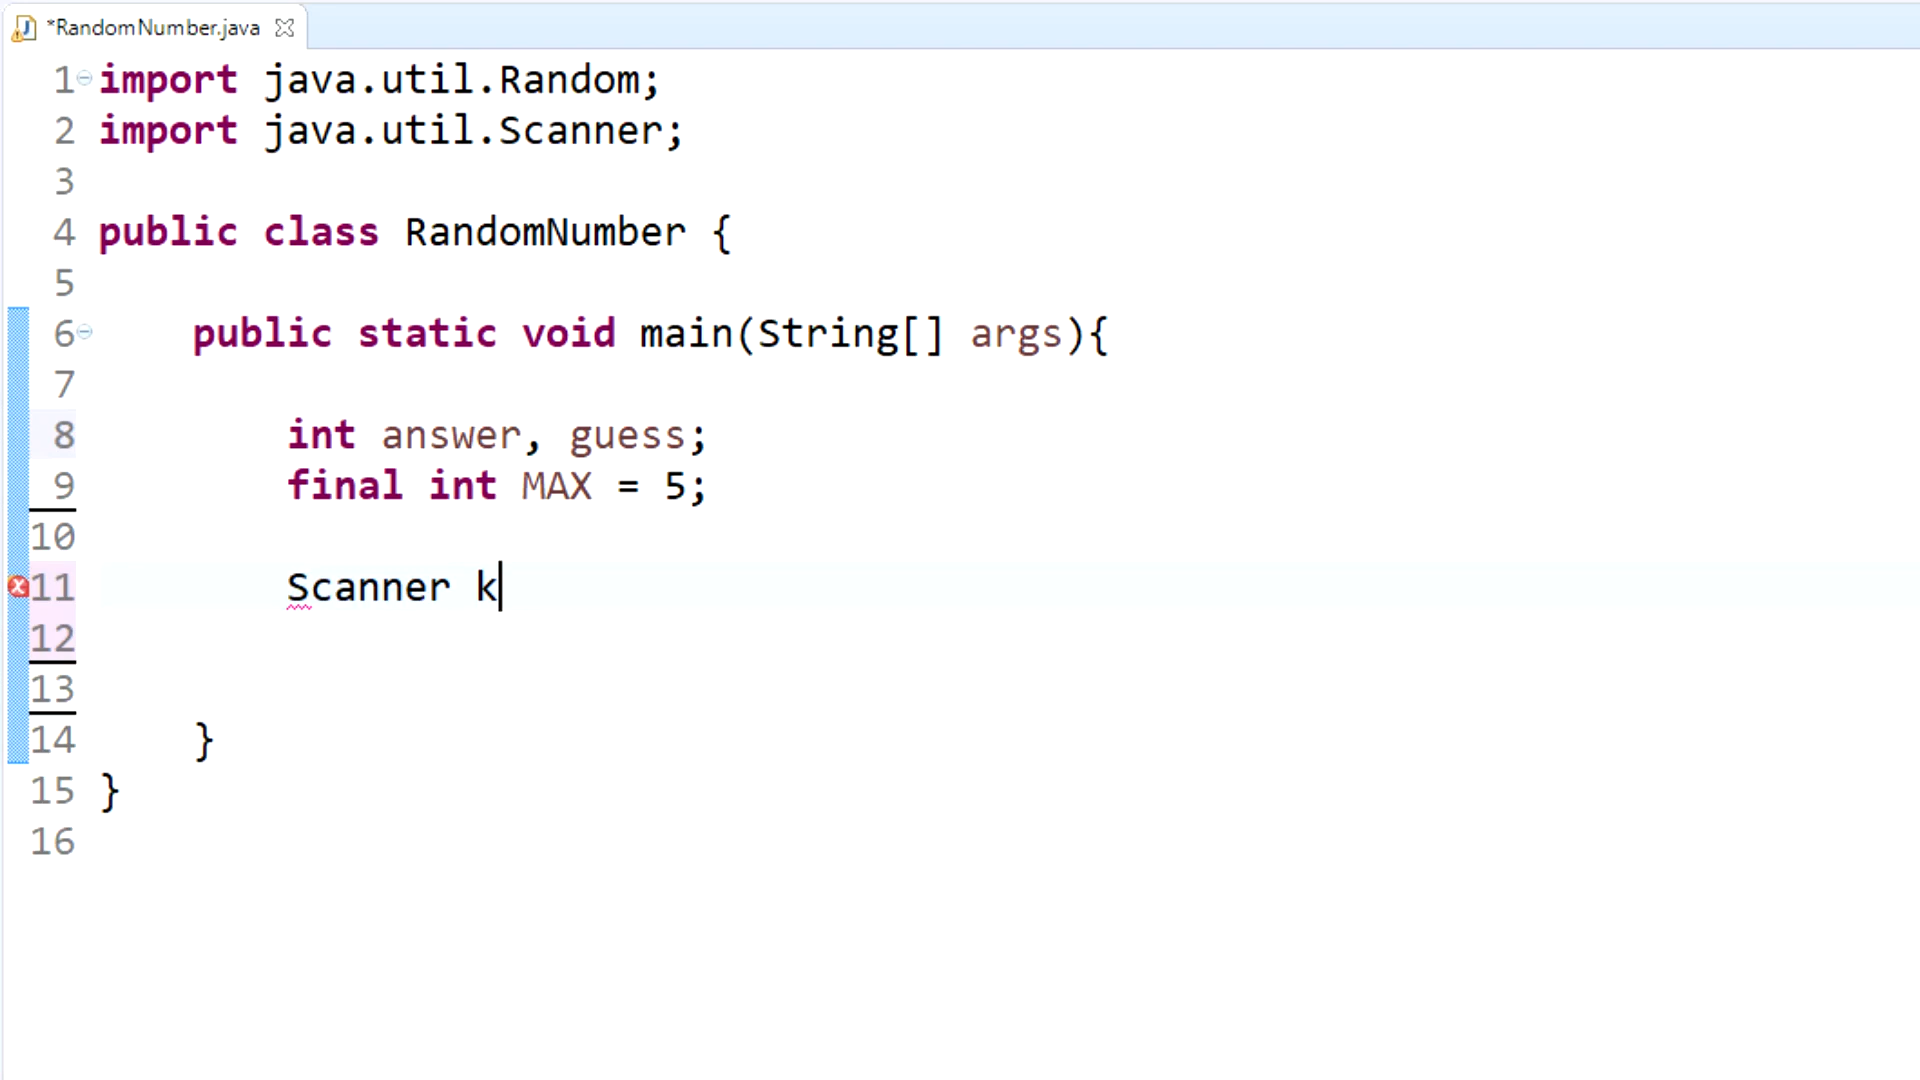 *RandomNumber.java
1 import java.util.Random;
2 import java.util.Scanner;
3
4 public class RandomNumber {
5
6 public static void main(String[] args){
7
8 int answer, guess;
9 final int MAX = 5;
10
11 Scanner k
12
13
14 }
15 }
16